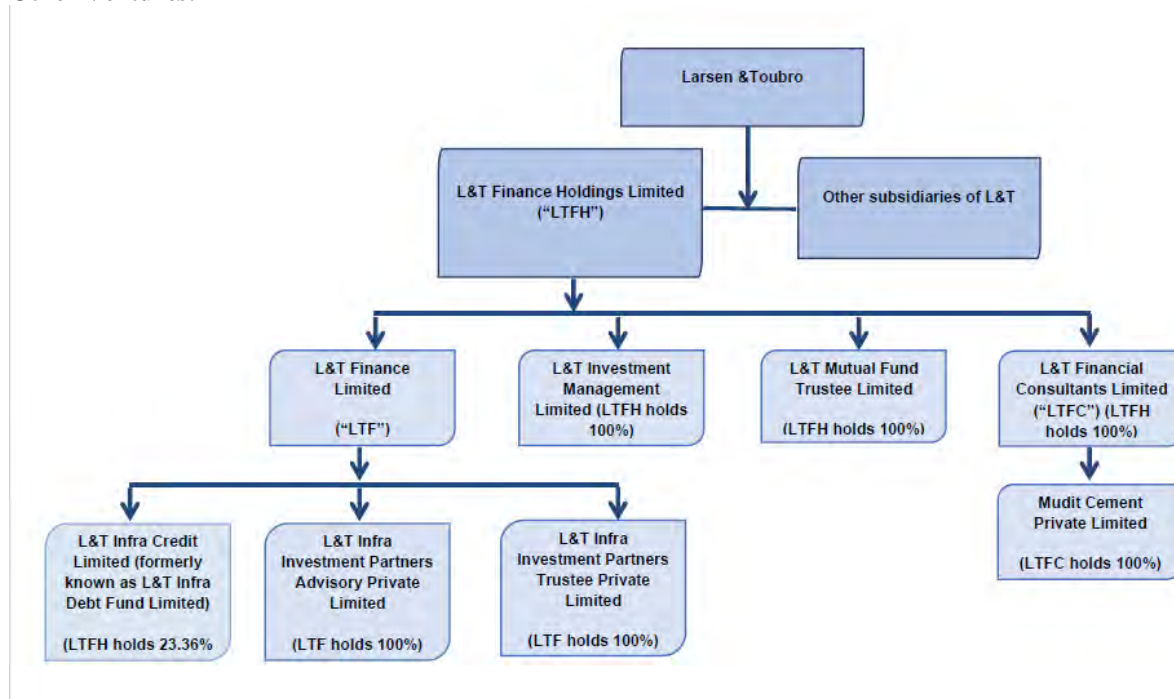 Larsen &Toubro
L&T Finance Holdings Limited
(“LTFH”)
Other subsidiaries of L&T
L&T Finance
Limited
(“LTF”)
L&T Investment
Management
Limited (LTFH holds
100%)
L&T Mutual Fund
Trustee Limited
(LTFH holds 100%)
L&T Financial
Consultants Limited
(“LTFC”) (LTFH
holds 100%)
L&T Infra Credit
Limited (formerly
known as L&T Infra
Debt Fund Limited)
(LTFH holds 23.36%
L&T Infra
Investment Partners
Advisory Private
Limited
(LTF holds 100%)
L&T Infra
Investment Partners
Trustee Private
Limited
(LTF holds 100%)
Mudit Cement
Private Limited
(LTFC holds 100%)